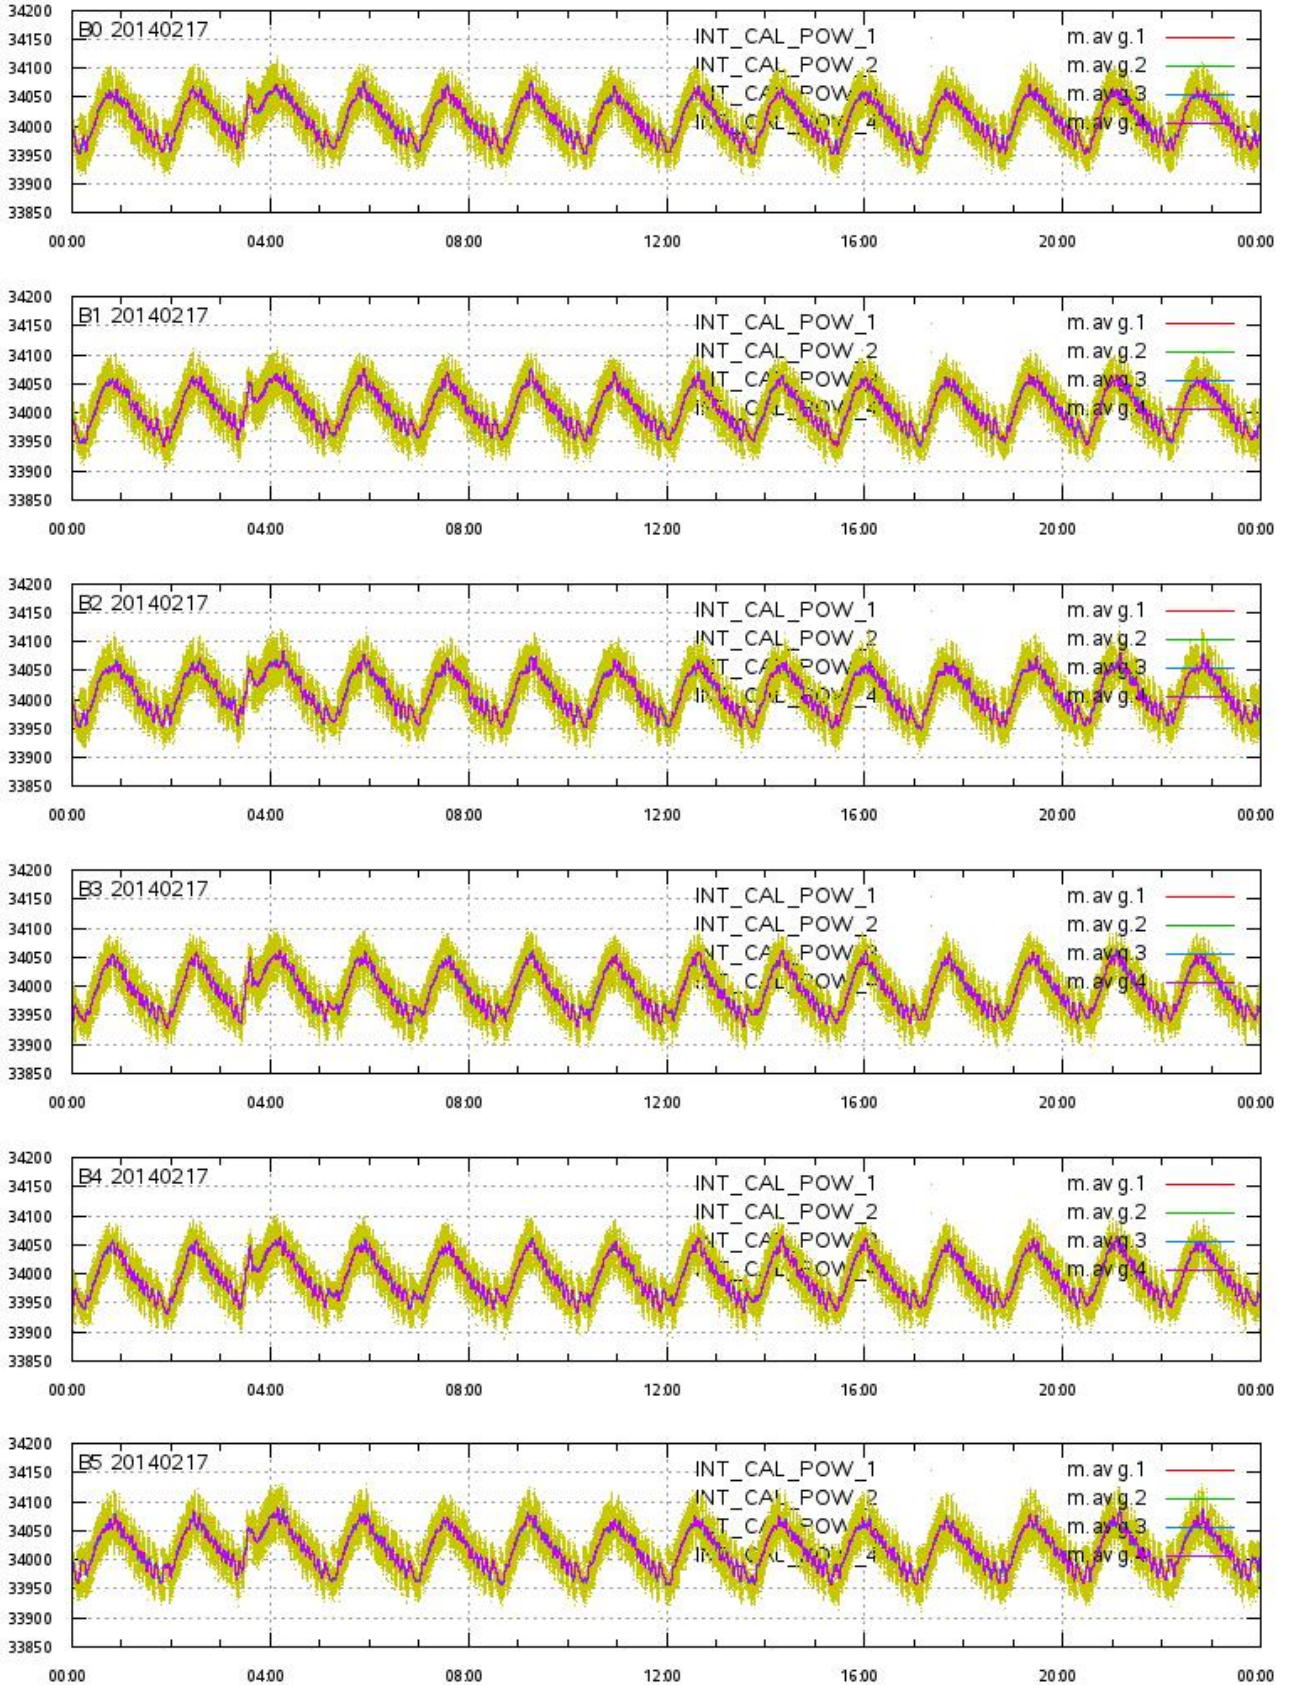 34200
B0 20140217 INT_CAL_POW_1 m.avg.1
34150
34100 INT_CAL_POW_2 m.avg.2
34050 m.avg.3
34000 m.avg.4
33950
33900
33850
00:00 04:00 08:00 12:00 16:00 20:00 00:00
34200
B1 20140217 INT_CAL_POW_1 m.avg.1
34150
34100 INT_CAL_POW_2 m.avg.2
34050 m.avg.3
34000 m.avg.4
33950
33900
33850
00:00 04:00 08:00 12:00 16:00 20:00 00:00
34200
B2 20140217 INT_CAL_POW_1 m.avg.1
34150
34100 INT_CAL_POW_2 m.avg.2
34050 m.avg.3
34000 m.avg.4
33950
33900
33850
00:00 04:00 08:00 12:00 16:00 20:00 00:00
34200
B3 20140217 INT_CAL_POW_1 m.avg.1
34150
34100 INT_CAL_POW_2 m.avg.2
34050 m.avg.3
34000 m.avg.4
33950
33900
33850
00:00 04:00 08:00 12:00 16:00 20:00 00:00
34200
B4 20140217 INT_CAL_POW_1 m.avg.1
34150
34100 INT_CAL_POW_2 m.avg.2
34050 m.avg.3
34000 m.avg.4
33950
33900
33850
00:00 04:00 08:00 12:00 16:00 20:00 00:00
34200
B5 20140217 INT_CAL_POW_1 m.avg.1
34150
34100 INT_CAL_POW_2 m.avg.2
34050 m.avg.3
34000
33950
33900
33850
00:00 04:00 08:00 12:00 16:00 20:00 00:00